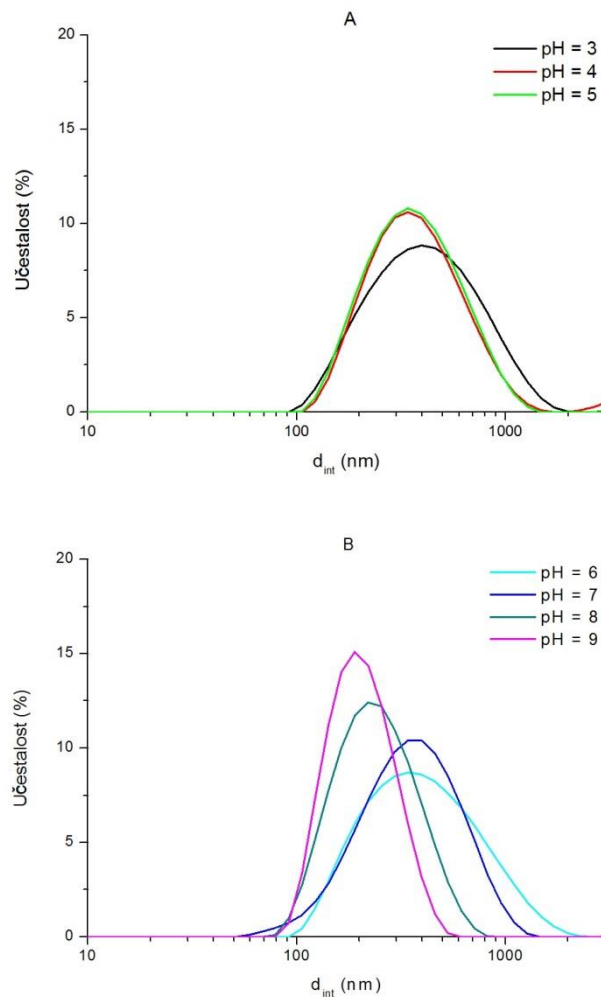 A
pH = 3
pH = 4
pH = 5
20
15
10
5
0
Učestalost (%)
10 100 1000
d_int (nm)
B
pH = 6
pH = 7
pH = 8
pH = 9
20
15
10
5
0
Učestalost (%)
10 100 1000
d_int (nm)